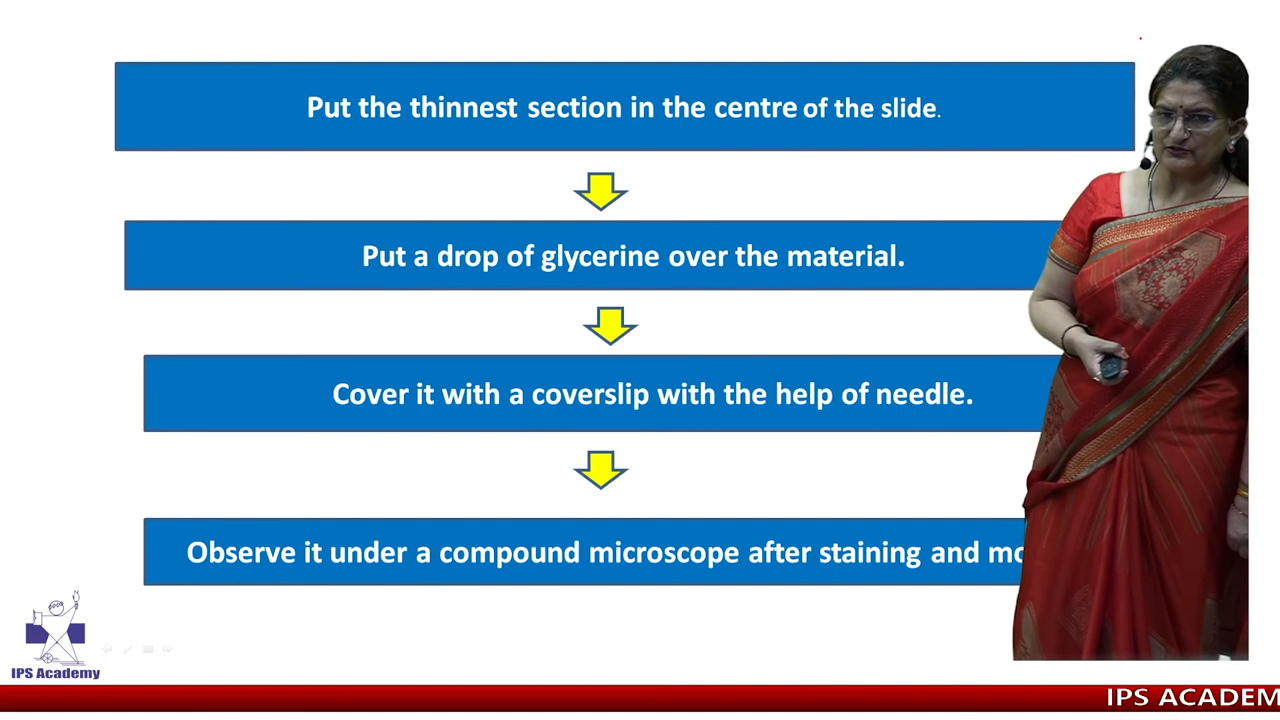 Put the thinnest section in the centre of the slide.
Put a drop of glycerine over the material.
Cover it with a coverslip with the help of needle.
Observe it under a compound microscope after staining and
IPS Academy
IPS ACADEM